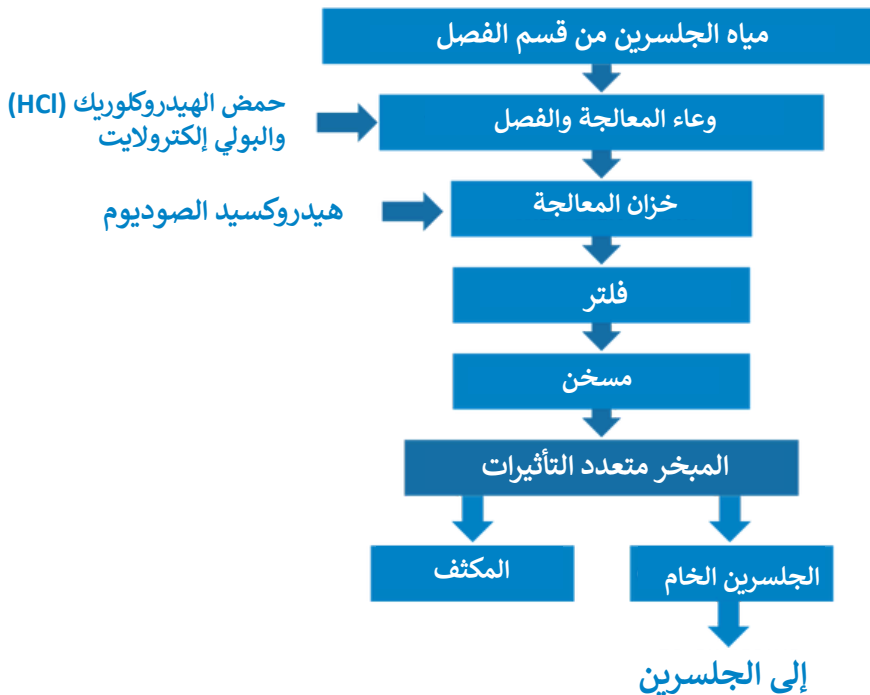 مياه الجلسرين من قسم الفصل
حمض الهيدروكلوريك (HCl)
والبولي إلكترولايت
وعاء المعالجة والفصل
هيدروكسيد الصوديوم
خزان المعالجة
فلتر
مسخن
المبخر متعدد التأثيرات
الجلسرين الخام
المكثف
إلى الجلسرين